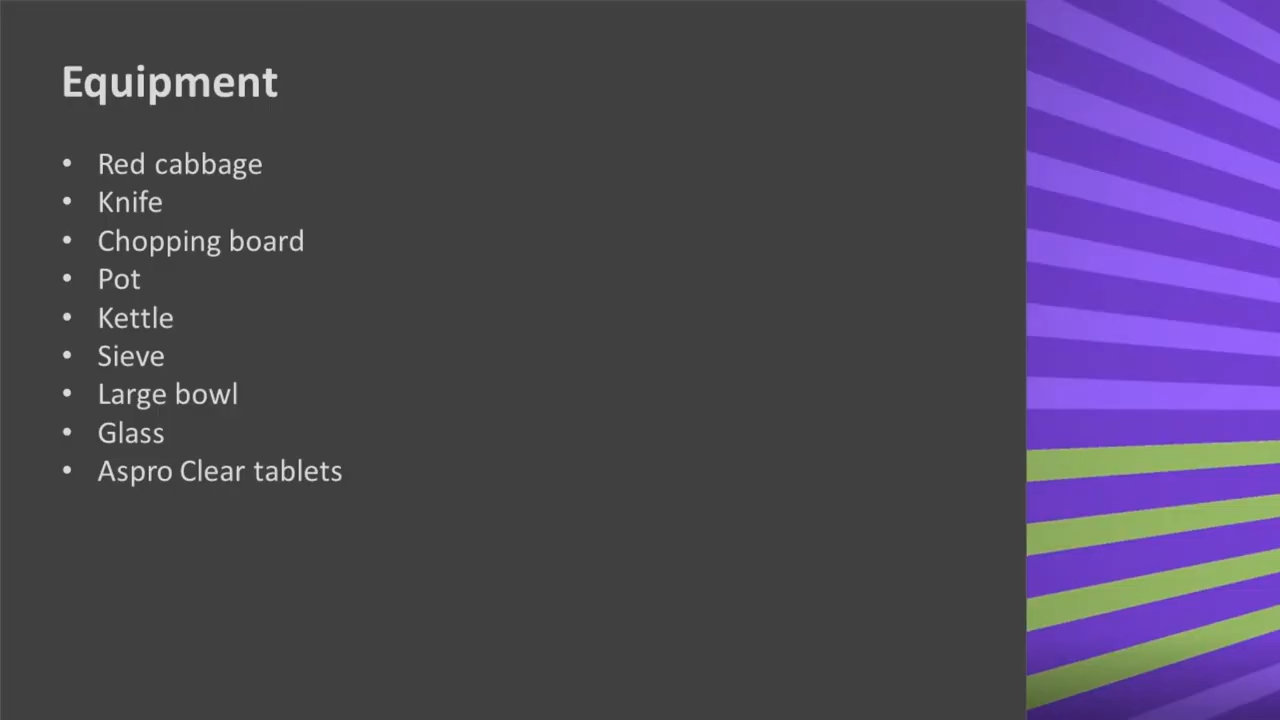 Equipment
• Red cabbage
• Knife
• Chopping board
• Pot
• Kettle
• Sieve
• Large bowl
• Glass
• Aspro Clear tablets